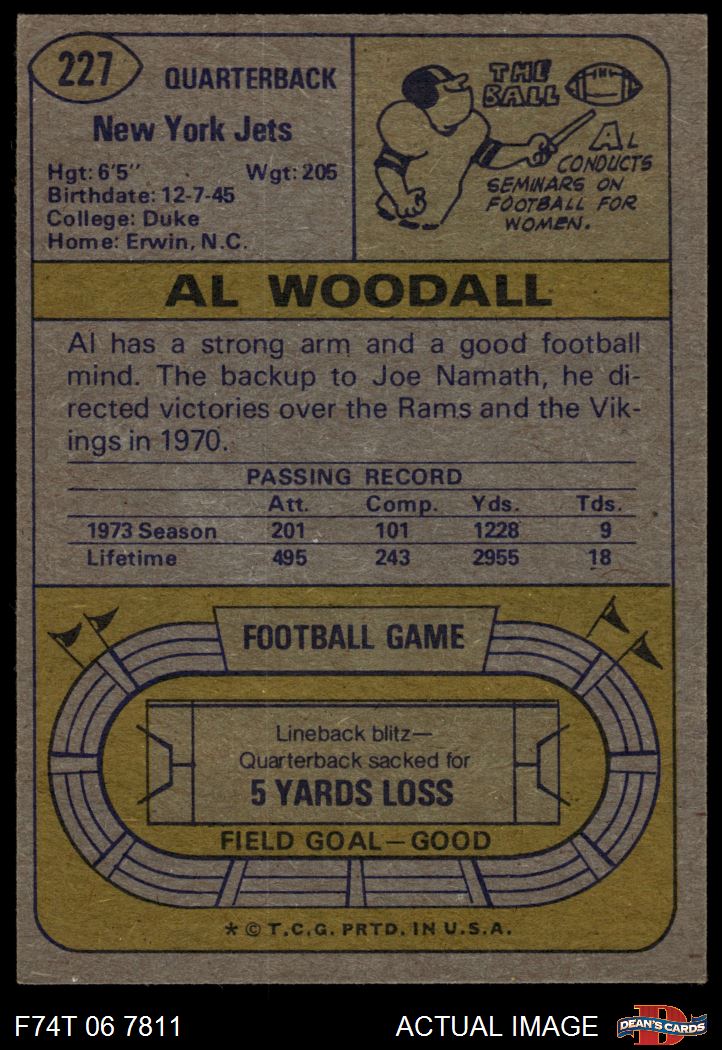 227
QUARTERBACK
New York Jets
Hgt: 6'5" Wgt: 205
Birthdate: 12-7-45
College: Duke
Home: Erwin, N.C.
THE
BALL
AL
CONDUCTS
SEMINARS ON
FOOTBALL FOR
WOMEN.
AL WOODALL
Al has a strong arm and a good football
mind. The backup to Joe Namath, he di-
rected victories over the Rams and the Vik-
ings in 1970.
PASSING RECORD
Att. Comp. Yds. Tds.
1973 Season 201 101 1228 9
Lifetime 495 243 2955 18
FOOTBALL GAME
Lineback blitz—
Quarterback sacked for
5 YARDS LOSS
FIELD GOAL—GOOD
* © T.C.G. PRTD. IN U.S.A.
F74T 06 7811 ACTUAL IMAGE
D
DEAN'S CARDS